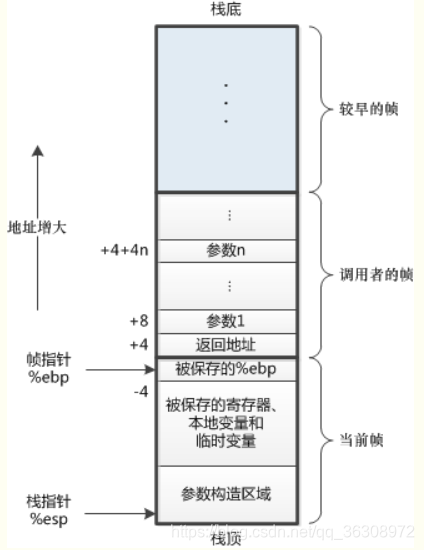 栈底
较早的帧
地址增大
+4+4n
参数n
调用者的帧
+8
参数1
+4
返回地址
帧指针
%ebp
被保存的%ebp
-4
被保存的寄存器、
本地变量和
临时变量
当前帧
参数构造区域
栈指针
%esp
https://blog.csdn.net/qq_36308972
栈顶